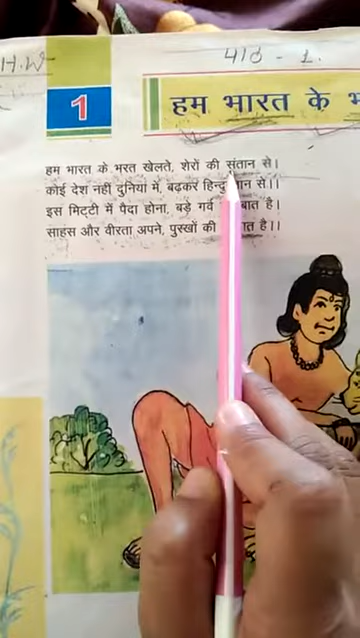 H.W
पाठ - 1.
1
हम भारत के
हम भारत के भरत खेलते, शेरों की संतान से।
कोई देश नहीं दुनियां में, बढ़कर हिन्दु ान से।।
इस मिट्टी में पैदा होना, बड़े गर्व बात है।
साहस और वीरता अपने, पुरखों की ात है।।